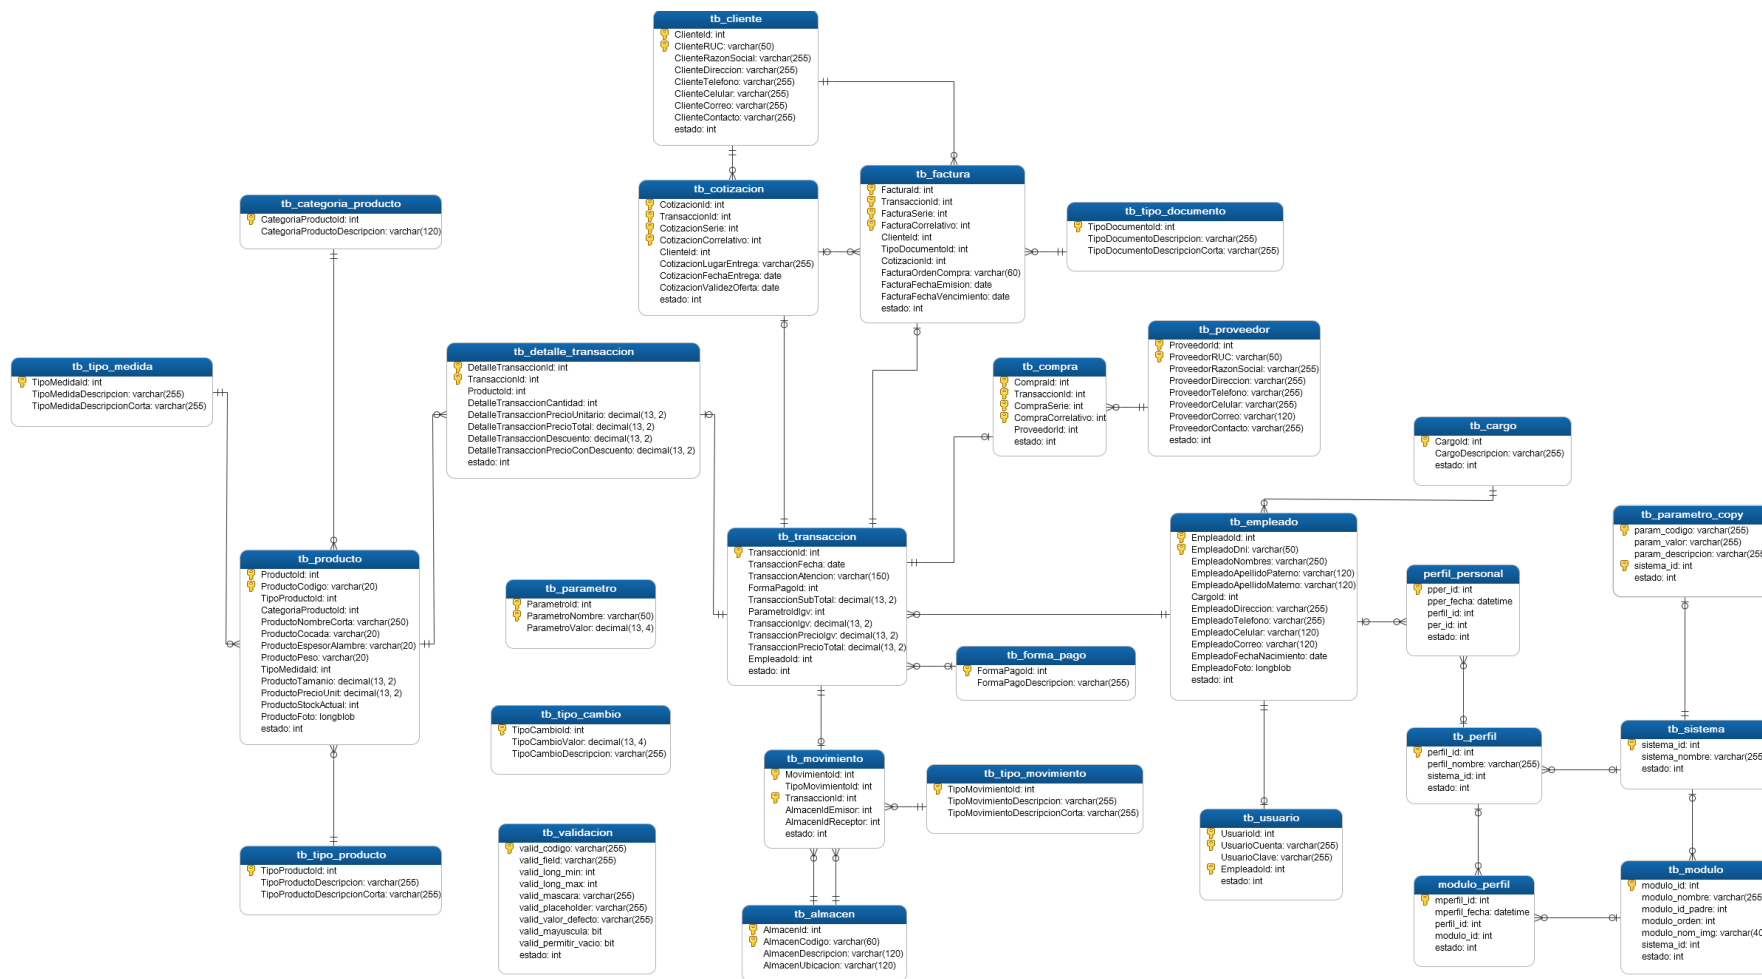 tb_cliente
ClienteId: int
ClienteRUC: varchar(50)
ClienteRazonSocial: varchar(255)
ClienteDireccion: varchar(255)
ClienteTelefono: varchar(255)
ClienteCelular: varchar(255)
ClienteCorreo: varchar(255)
ClienteContacto: varchar(255)
estado: int
tb_cotizacion
CotizacionId: int
TransaccionId: int
CotizacionSerie: int
CotizacionCorrelativo: int
ClienteId: int
CotizacionLugarEntrega: varchar(255)
CotizacionFechaEntrega: date
CotizacionValidezOferta: date
estado: int
tb_factura
FacturaId: int
TransaccionId: int
FacturaSerie: int
FacturaCorrelativo: int
ClienteId: int
TipoDocumentoId: int
CotizacionId: int
FacturaOrdenCompra: varchar(60)
FacturaFechaEmision: date
FacturaFechaVencimiento: date
estado: int
tb_tipo_documento
TipoDocumentoId: int
TipoDocumentoDescripcion: varchar(255)
TipoDocumentoDescripcionCorta: varchar(255)
tb_categoria_producto
CategoriaProductoId: int
CategoriaProductoDescripcion: varchar(120)
tb_tipo_medida
TipoMedidaId: int
TipoMedidaDescripcion: varchar(255)
TipoMedidaDescripcionCorta: varchar(255)
tb_detalle_transaccion
DetalleTransaccionId: int
TransaccionId: int
ProductoId: int
DetalleTransaccionCantidad: int
DetalleTransaccionPrecioUnitario: decimal(13, 2)
DetalleTransaccionPrecioTotal: decimal(13, 2)
DetalleTransaccionDescuento: decimal(13, 2)
DetalleTransaccionPrecioConDescuento: decimal(13, 2)
estado: int
tb_compra
CompraId: int
TransaccionId: int
CompraSerie: int
CompraCorrelativo: int
ProveedorId: int
estado: int
tb_proveedor
ProveedorId: int
ProveedorRUC: varchar(50)
ProveedorRazonSocial: varchar(255)
ProveedorDireccion: varchar(255)
ProveedorTelefono: varchar(255)
ProveedorCelular: varchar(255)
ProveedorCorreo: varchar(120)
ProveedorContacto: varchar(255)
estado: int
tb_cargo
CargoId: int
CargoDescripcion: varchar(255)
estado: int
tb_producto
ProductoId: int
ProductoCodigo: varchar(20)
TipoProductoId: int
CategoriaProductoId: int
ProductoNombreCorta: varchar(250)
ProductoCocada: varchar(20)
ProductoEspesorAlambre: varchar(20)
ProductoPeso: varchar(20)
TipoMedidaId: int
ProductoTamanio: decimal(13, 2)
ProductoPrecioUnit: decimal(13, 2)
ProductoStockActual: int
ProductoFoto: longblob
estado: int
tb_parametro
ParametroId: int
ParametroNombre: varchar(50)
ParametroValor: decimal(13, 4)
tb_transaccion
TransaccionId: int
TransaccionFecha: date
TransaccionAtencion: varchar(150)
FormaPagoId: int
TransaccionSubTotal: decimal(13, 2)
ParametroIdIgv: int
TransaccionIgv: decimal(13, 2)
TransaccionPrecioIgv: decimal(13, 2)
TransaccionPrecioTotal: decimal(13, 2)
EmpleadoId: int
estado: int
tb_forma_pago
FormaPagoId: int
FormaPagoDescripcion: varchar(255)
tb_empleado
EmpleadoId: int
EmpleadoDni: varchar(50)
EmpleadoNombres: varchar(250)
EmpleadoApellidoPaterno: varchar(120)
EmpleadoApellidoMaterno: varchar(120)
CargoId: int
EmpleadoDireccion: varchar(255)
EmpleadoTelefono: varchar(255)
EmpleadoCelular: varchar(120)
EmpleadoCorreo: varchar(120)
EmpleadoFechaNacimiento: date
EmpleadoFoto: longblob
estado: int
perfil_personal
pper_id: int
pper_fecha: datetime
perfil_id: int
per_id: int
estado: int
tb_parametro_copy
param_codigo: varchar(255)
param_valor: varchar(255)
param_descripcion: varchar(255
sistema_id: int
estado: int
tb_tipo_cambio
TipoCambioId: int
TipoCambioValor: decimal(13, 4)
TipoCambioDescripcion: varchar(255)
tb_movimiento
MovimientoId: int
TipoMovimientoId: int
TransaccionId: int
AlmacenIdEmisor: int
AlmacenIdReceptor: int
estado: int
tb_tipo_movimiento
TipoMovimientoId: int
TipoMovimientoDescripcion: varchar(255)
TipoMovimientoDescripcionCorta: varchar(255)
tb_perfil
perfil_id: int
perfil_nombre: varchar(255)
sistema_id: int
estado: int
tb_sistema
sistema_id: int
sistema_nombre: varchar(255
estado: int
tb_tipo_producto
TipoProductoId: int
TipoProductoDescripcion: varchar(255)
TipoProductoDescripcionCorta: varchar(255)
tb_validacion
valid_codigo: varchar(255)
valid_field: varchar(255)
valid_long_min: int
valid_long_max: int
valid_mascara: varchar(255)
valid_placeholder: varchar(255)
valid_valor_defecto: varchar(255)
valid_mayuscula: bit
valid_permitir_vacio: bit
estado: int
tb_almacen
AlmacenId: int
AlmacenCodigo: varchar(60)
AlmacenDescripcion: varchar(120)
AlmacenUbicacion: varchar(120)
tb_usuario
UsuarioId: int
UsuarioCuenta: varchar(255)
UsuarioClave: varchar(255)
EmpleadoId: int
estado: int
modulo_perfil
mperfil_id: int
mperfil_fecha: datetime
perfil_id: int
modulo_id: int
estado: int
tb_modulo
modulo_id: int
modulo_nombre: varchar(255
modulo_id_padre: int
modulo_orden: int
modulo_nom_img: varchar(40
sistema_id: int
estado: int